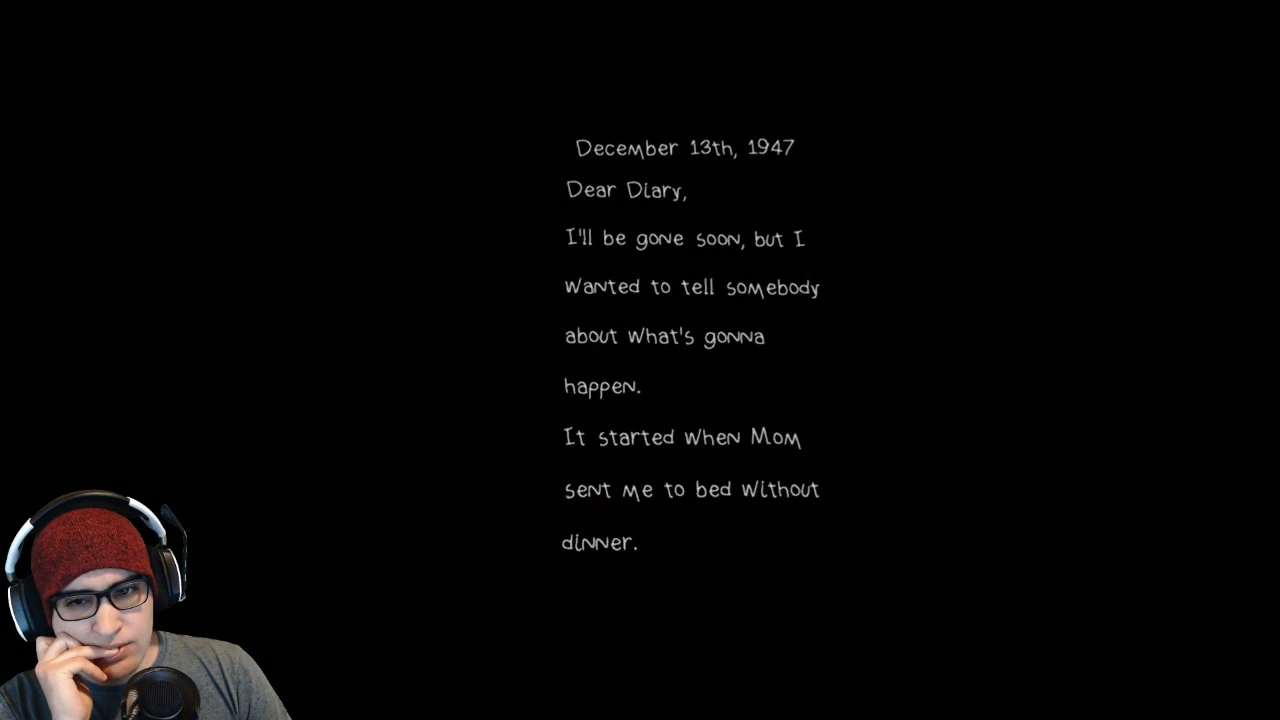 December 13th, 1947
Dear Diary,
I'll be gone soon, but I
wanted to tell somebody
about what's gonna
happen.
It started when Mom
sent me to bed without
dinner.